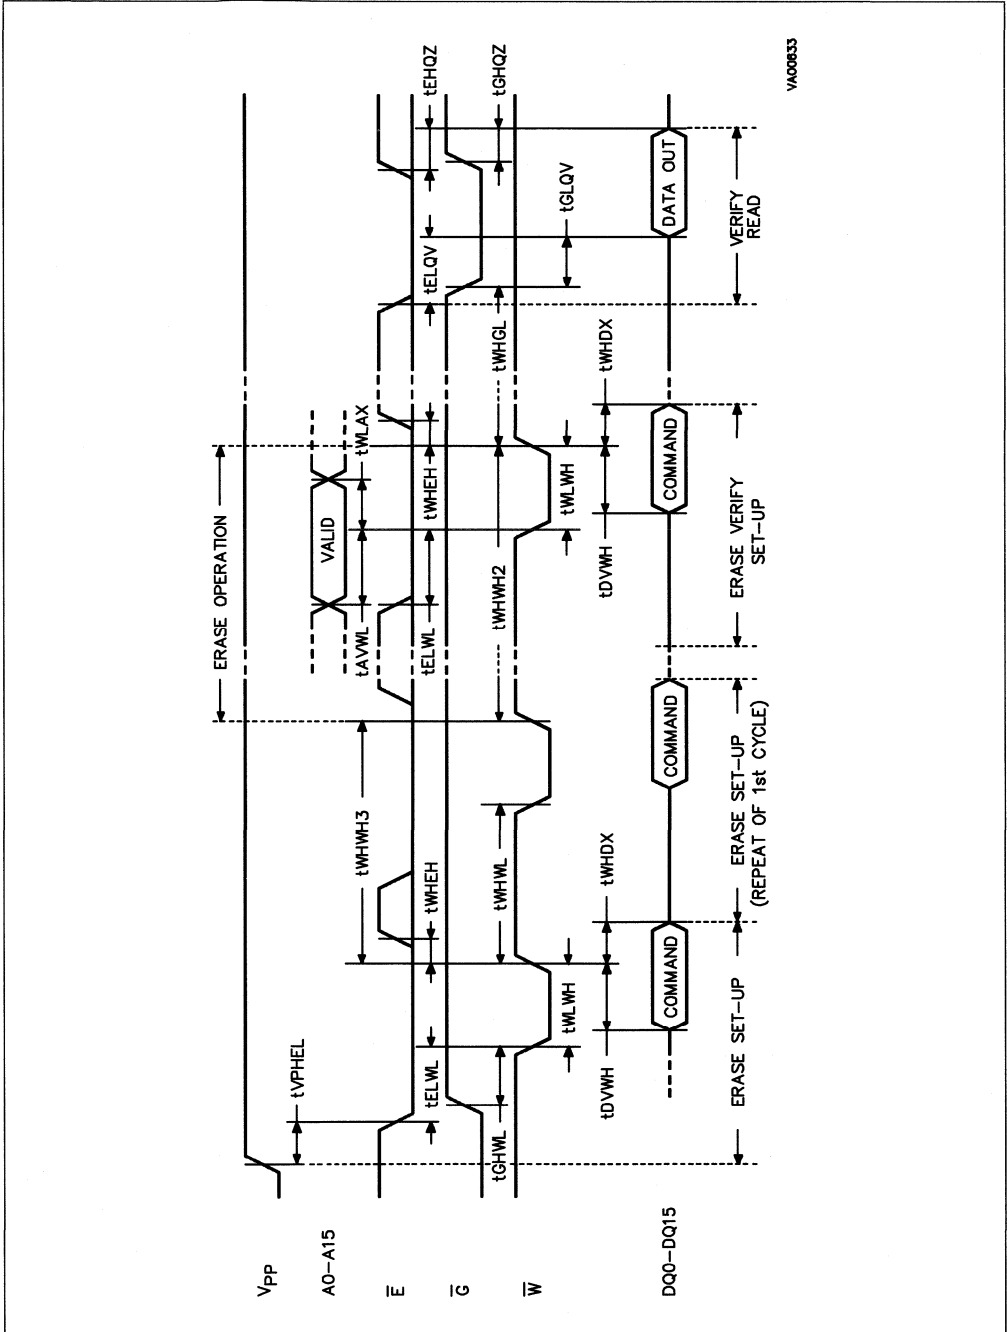 VPP
A0-A15
E
G
W
DQ0-DQ15
tVPHEL
ERASE OPERATION
VALID
tWHWH3
tAVWL
tWLAX
tELWL
tWHEH
tELWL
tWHEH
tELQV
tEHQZ
tGHWL
tWHWL
tWHWH2
tWHGL
tGHQZ
tWLWH
tWLWH
tGLQV
tDVWH
tWHDX
tDVWH
tWHDX
COMMAND
COMMAND
COMMAND
DATA OUT
ERASE SET-UP
ERASE SET-UP
(REPEAT OF 1st CYCLE)
ERASE VERIFY
SET-UP
VERIFY
READ
VA00833